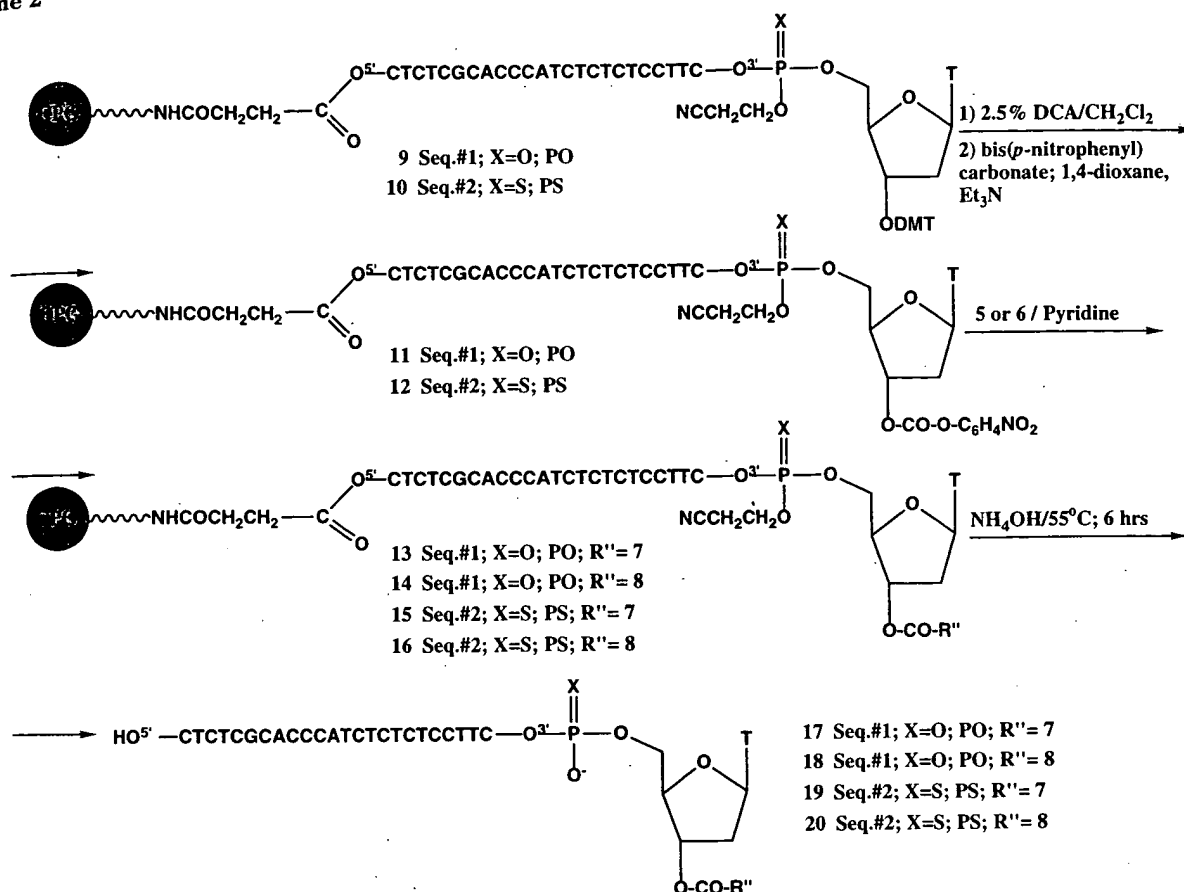 X
O5'—CTCTCGCACCCATCTCTCTCCTTC—O3'—P—O
T
NHCOCH2CH2—C
O
NCCH2CH2O
O
9 Seq.#1; X=O; PO
10 Seq.#2; X=S; PS
ODMT
1) 2.5% DCA/CH2Cl2
2) bis(p-nitrophenyl)
carbonate; 1,4-dioxane,
Et3N
X
O5'—CTCTCGCACCCATCTCTCTCCTTC—O3'—P—O
T
NHCOCH2CH2—C
O
NCCH2CH2O
O
11 Seq.#1; X=O; PO
12 Seq.#2; X=S; PS
O-CO-O-C6H4NO2
5 or 6 / Pyridine
X
O5'—CTCTCGCACCCATCTCTCTCCTTC—O3'—P—O
T
NHCOCH2CH2—C
O
NCCH2CH2O
O
13 Seq.#1; X=O; PO; R''= 7
14 Seq.#1; X=O; PO; R''= 8
15 Seq.#2; X=S; PS; R''= 7
16 Seq.#2; X=S; PS; R''= 8
O-CO-R''
NH4OH/55°C; 6 hrs
X
HO5' —CTCTCGCACCCATCTCTCTCCTTC—O3'—P—O
T
O-
O
O-CO-R''
17 Seq.#1; X=O; PO; R''= 7
18 Seq.#1; X=O; PO; R''= 8
19 Seq.#2; X=S; PS; R''= 7
20 Seq.#2; X=S; PS; R''= 8